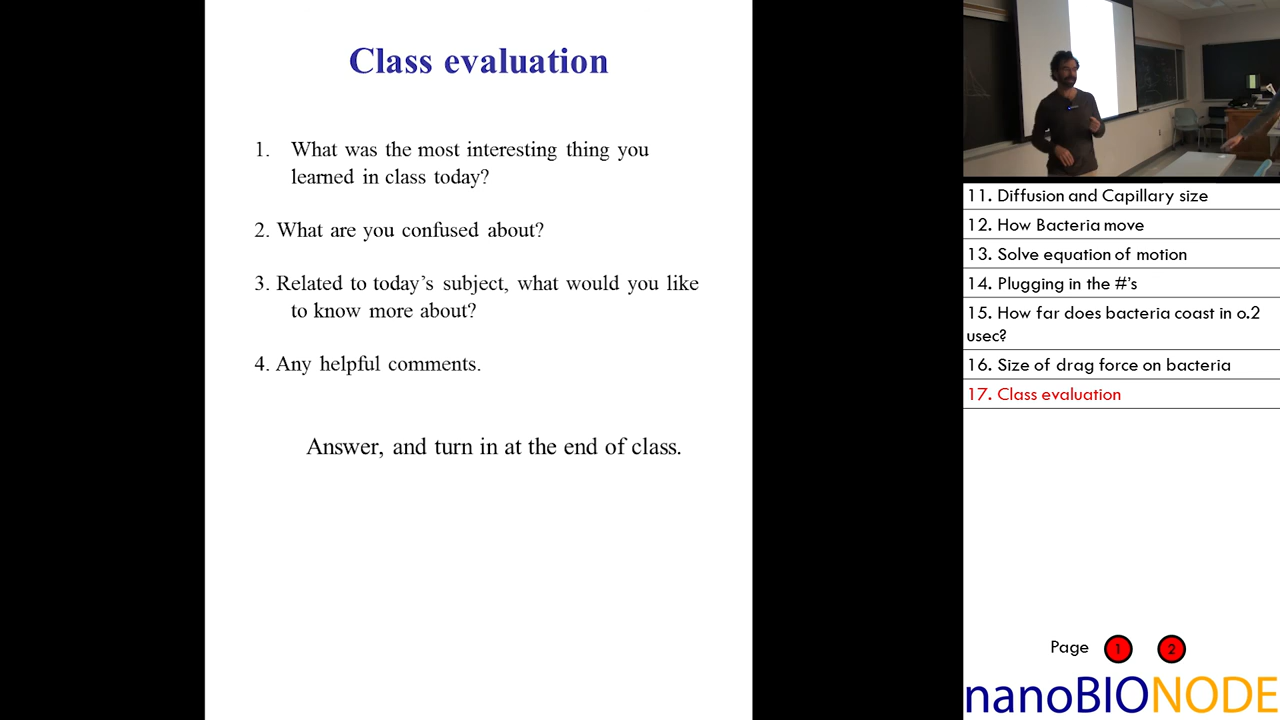 Class evaluation
1. What was the most interesting thing you
learned in class today?
2. What are you confused about?
3. Related to today’s subject, what would you like
to know more about?
4. Any helpful comments.
Answer, and turn in at the end of class.
11. Diffusion and Capillary size
12. How Bacteria move
13. Solve equation of motion
14. Plugging in the #’s
15. How far does bacteria coast in o.2
usec?
16. Size of drag force on bacteria
17. Class evaluation
Page 1 2
nanoBIONODE